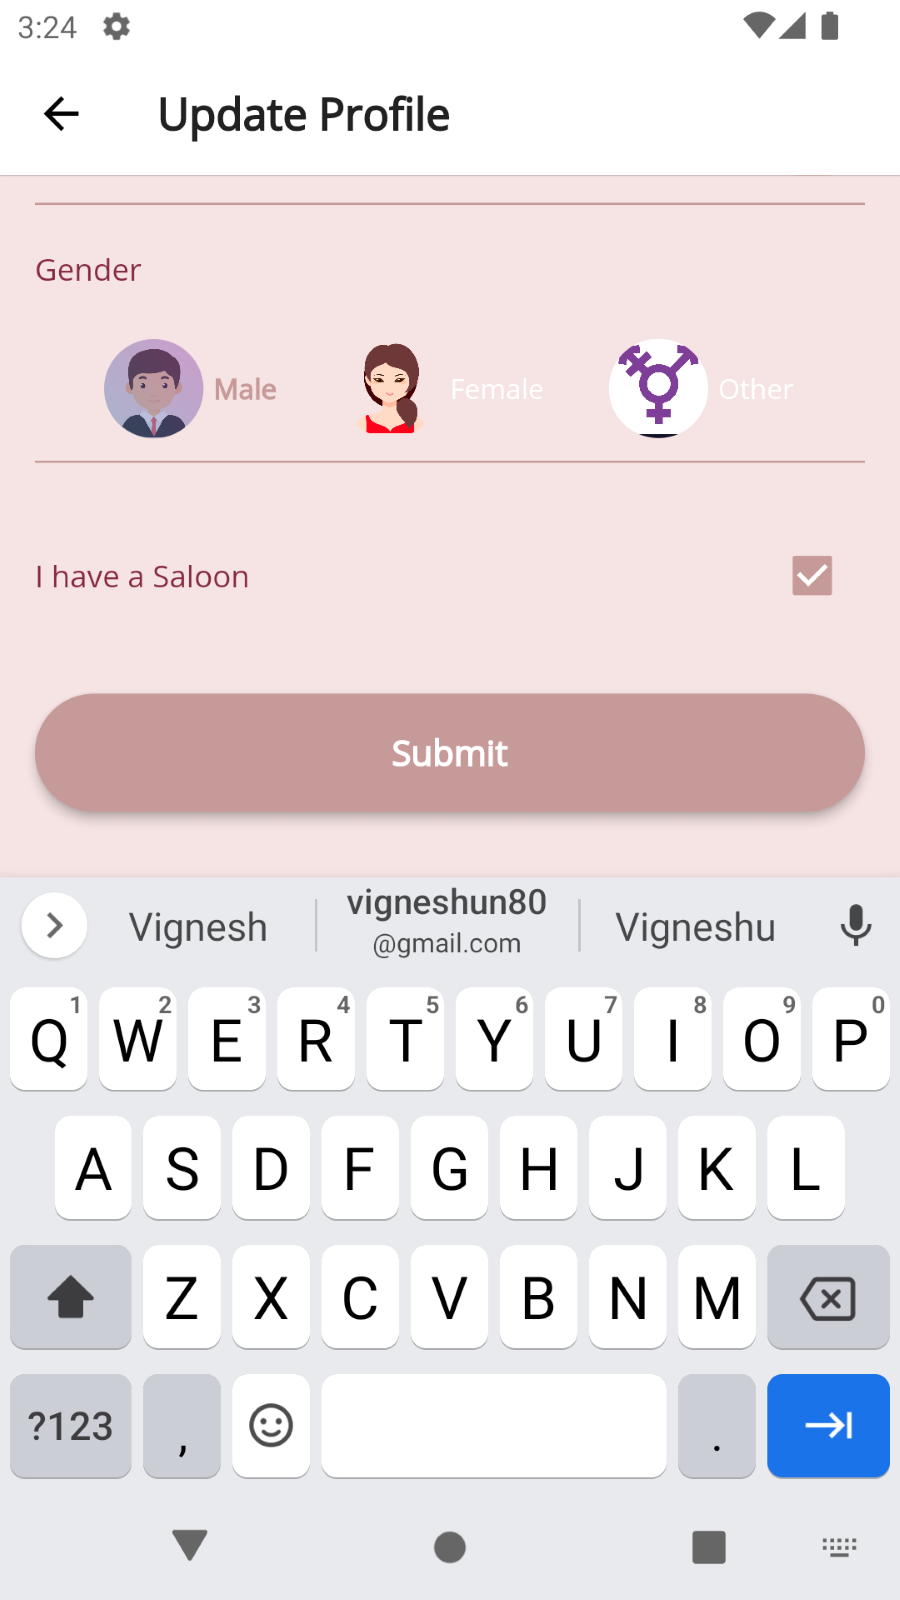 3:24
Update Profile
Gender
Male Female Other
I have a Saloon
Submit
Vignesh vigneshun80 Vigneshu
@gmail.com
1 2 3 4 5 6 7 8 9 0
Q W E R T Y U I O P
A S D F G H J K L
Z X C V B N M
?123 , .